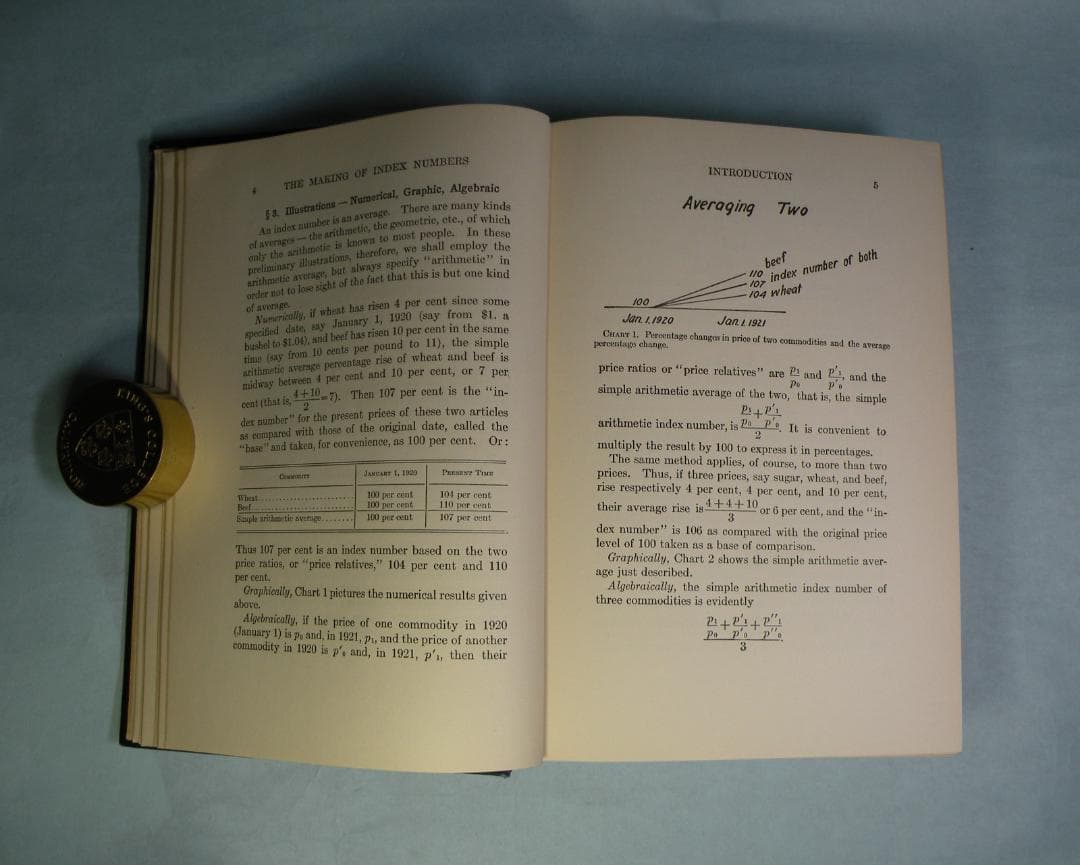 4 THE MAKING OF INDEX NUMBERS
§ 3. Illustrations — Numerical, Graphic, Algebraic
An index number is an average. There are many kinds
of averages — the arithmetic, the geometric, etc., of which
only the arithmetic is known to most people. In these
preliminary illustrations, therefore, we shall employ the
arithmetic average, but always specify “arithmetic” in
order not to lose sight of the fact that this is but one kind
of average.
Numerically, if wheat has risen 4 per cent since some
specified date, say January 1, 1920 (say from $1. a
bushel to $1.04), and beef has risen 10 per cent in the same
time (say from 10 cents per pound to 11), the simple
arithmetic average percentage rise of wheat and beef is
midway between 4 per cent and 10 per cent, or 7 per
cent (that is, (4 + 10)/2 = 7). Then 107 per cent is the “in-
dex number” for the present prices of these two articles
as compared with those of the original date, called the
“base” and taken, for convenience, as 100 per cent. Or:
COMMODITY JANUARY 1, 1920 PRESENT TIME
Wheat 100 per cent 104 per cent
Beef 100 per cent 110 per cent
Simple arithmetic average 100 per cent 107 per cent
Thus 107 per cent is an index number based on the two
price ratios, or “price relatives,” 104 per cent and 110
per cent.
Graphically, Chart 1 pictures the numerical results given
above.
Algebraically, if the price of one commodity in 1920
(January 1) is p₀ and, in 1921, p₁, and the price of another
commodity in 1920 is p'₀ and, in 1921, p'₁, then their
INTRODUCTION 5
Averaging Two
beef
110 index number of both
107
104 wheat
100
Jan. 1, 1920 Jan. 1 1921
CHART 1. Percentage changes in price of two commodities and the average
percentage change.
price ratios or “price relatives” are p₁/p₀ and p'₁/p'₀, and the
simple arithmetic average of the two, that is, the simple
arithmetic index number, is (p₁/p₀ + p'₁/p'₀)/2. It is convenient to
multiply the result by 100 to express it in percentages.
The same method applies, of course, to more than two
prices. Thus, if three prices, say sugar, wheat, and beef,
rise respectively 4 per cent, 4 per cent, and 10 per cent,
their average rise is (4 + 4 + 10)/3 or 6 per cent, and the “in-
dex number” is 106 as compared with the original price
level of 100 taken as a base of comparison.
Graphically, Chart 2 shows the simple arithmetic aver-
age just described.
Algebraically, the simple arithmetic index number of
three commodities is evidently
(p₁/p₀ + p'₁/p'₀ + p''₁/p''₀)/3.
KING'S COLLEGE